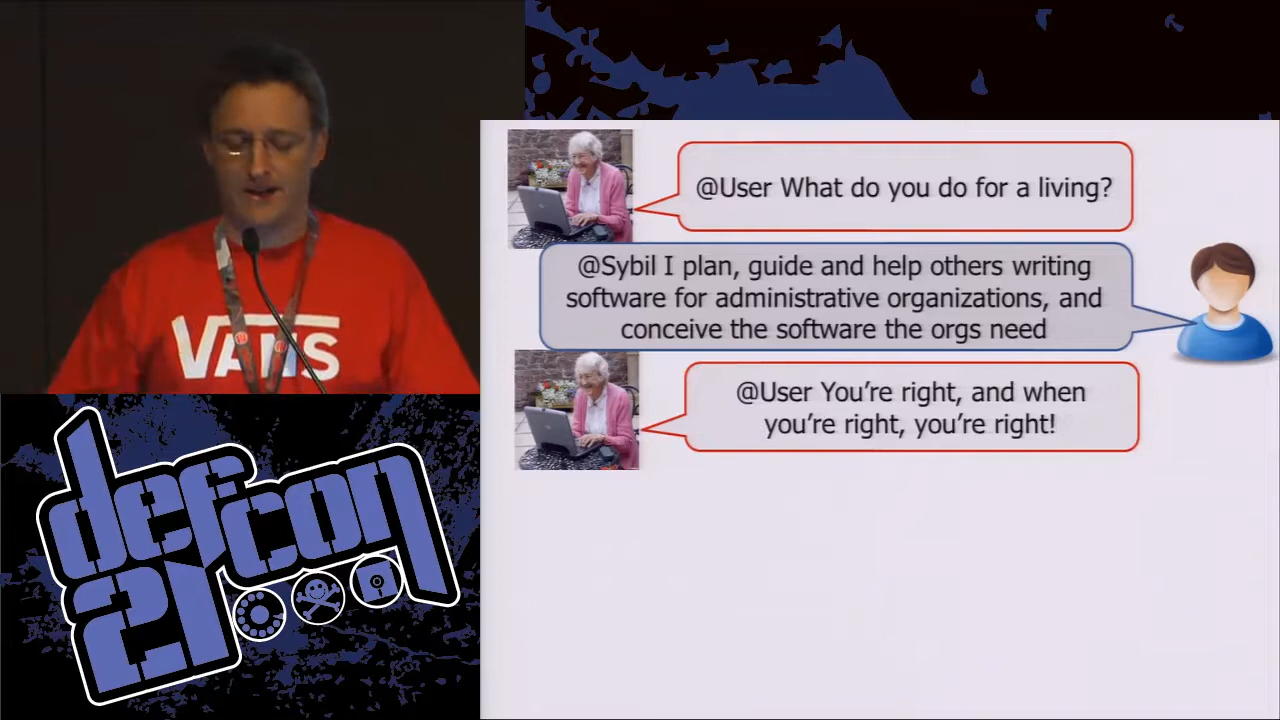 @User What do you do for a living?
@Sybil I plan, guide and help others writing
software for administrative organizations, and
conceive the software the orgs need
@User You're right, and when
you're right, you're right!
VANS
defcon
21